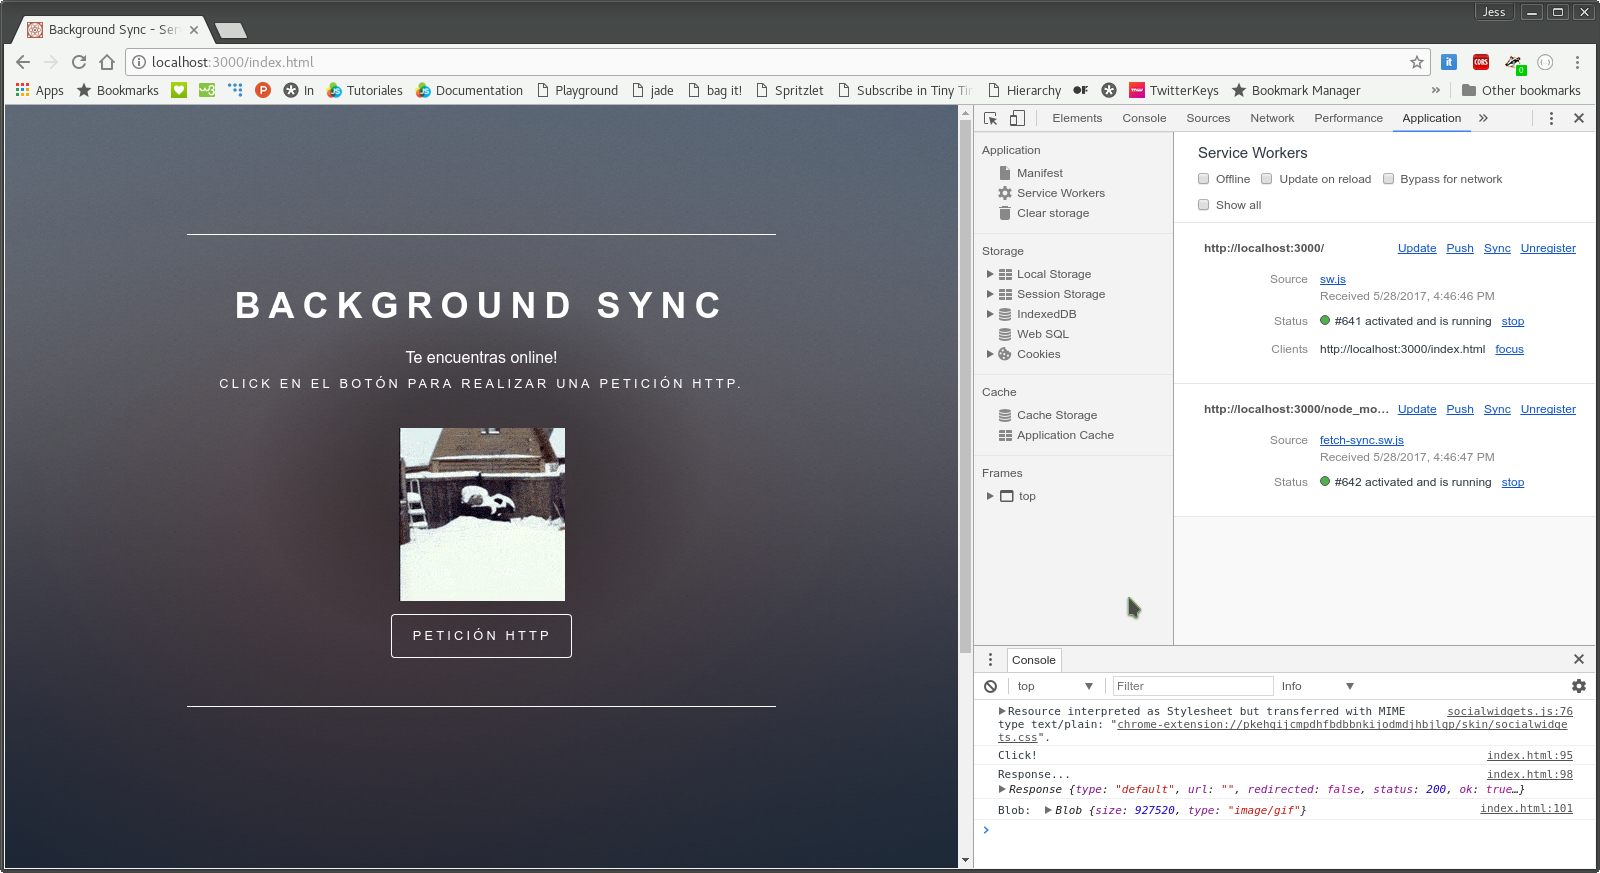 Jess
Background Sync - Ser
localhost:3000/index.html
it
CORS
0
Apps
Bookmarks
In
Tutoriales
Documentation
Playground
jade
bag it!
Spritzlet
Subscribe in Tiny Tin
Hierarchy
TwitterKeys
Bookmark Manager
»
Other bookmarks
BACKGROUND SYNC
Te encuentras online!
CLICK EN EL BOTÓN PARA REALIZAR UNA PETICIÓN HTTP.
PETICIÓN HTTP
Elements Console Sources Network Performance Application »
Application
Manifest
Service Workers
Clear storage
Storage
Local Storage
Session Storage
IndexedDB
Web SQL
Cookies
Cache
Cache Storage
Application Cache
Frames
top
Service Workers
Offline Update on reload Bypass for network
Show all
http://localhost:3000/ Update Push Sync Unregister
Source sw.js
Received 5/28/2017, 4:46:46 PM
Status #641 activated and is running stop
Clients http://localhost:3000/index.html focus
http://localhost:3000/node_mo... Update Push Sync Unregister
Source fetch-sync.sw.js
Received 5/28/2017, 4:46:47 PM
Status #642 activated and is running stop
Console
top Filter Info
Resource interpreted as Stylesheet but transferred with MIME socialwidgets.js:76
type text/plain: "chrome-extension://pkehgijcmpdhfbdbbnkijodmdjhbjlgp/skin/socialwidge
ts.css".
Click! index.html:95
Response... index.html:98
Response {type: "default", url: "", redirected: false, status: 200, ok: true…}
Blob: Blob {size: 927520, type: "image/gif"} index.html:101